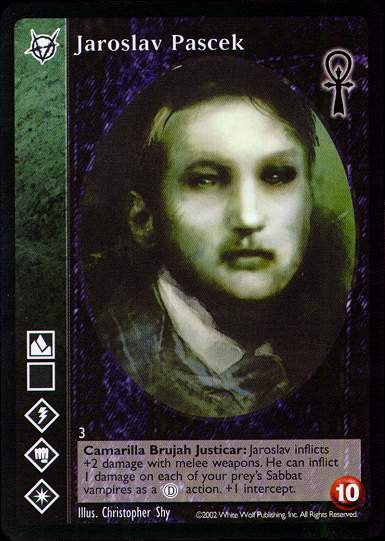 Jaroslav Pascek
3
Camarilla Brujah Justicar: Jaroslav inflicts
+2 damage with melee weapons. He can inflict
1 damage on each of your prey's Sabbat
vampires as a D action. +1 intercept.
10
Illus. Christopher Shy
©2002 White Wolf Publishing, Inc. All Rights Reserved.